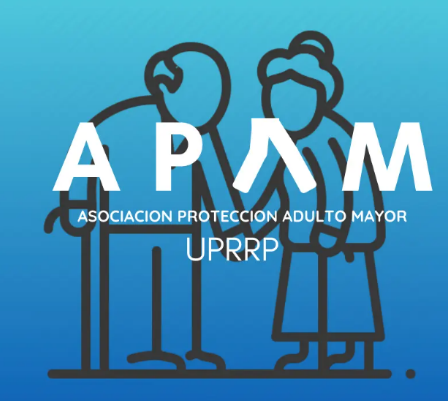 APAM
ASOCIACION PROTECCION ADULTO MAYOR
UPRRP